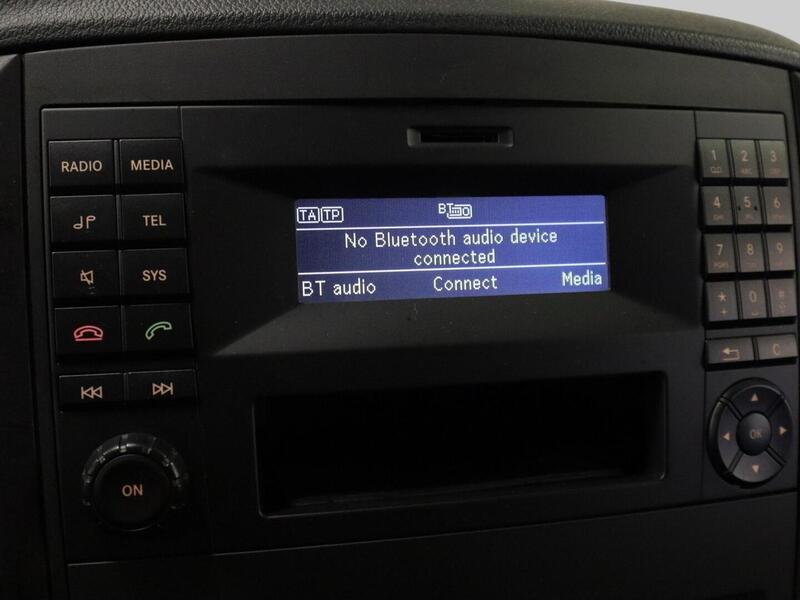 RADIO MEDIA
TEL
SYS
ON
TA TP BT
No Bluetooth audio device
connected
BT audio Connect Media
1 2 ABC 3
4 5 6
7 8 9
* 0
+
C
OK